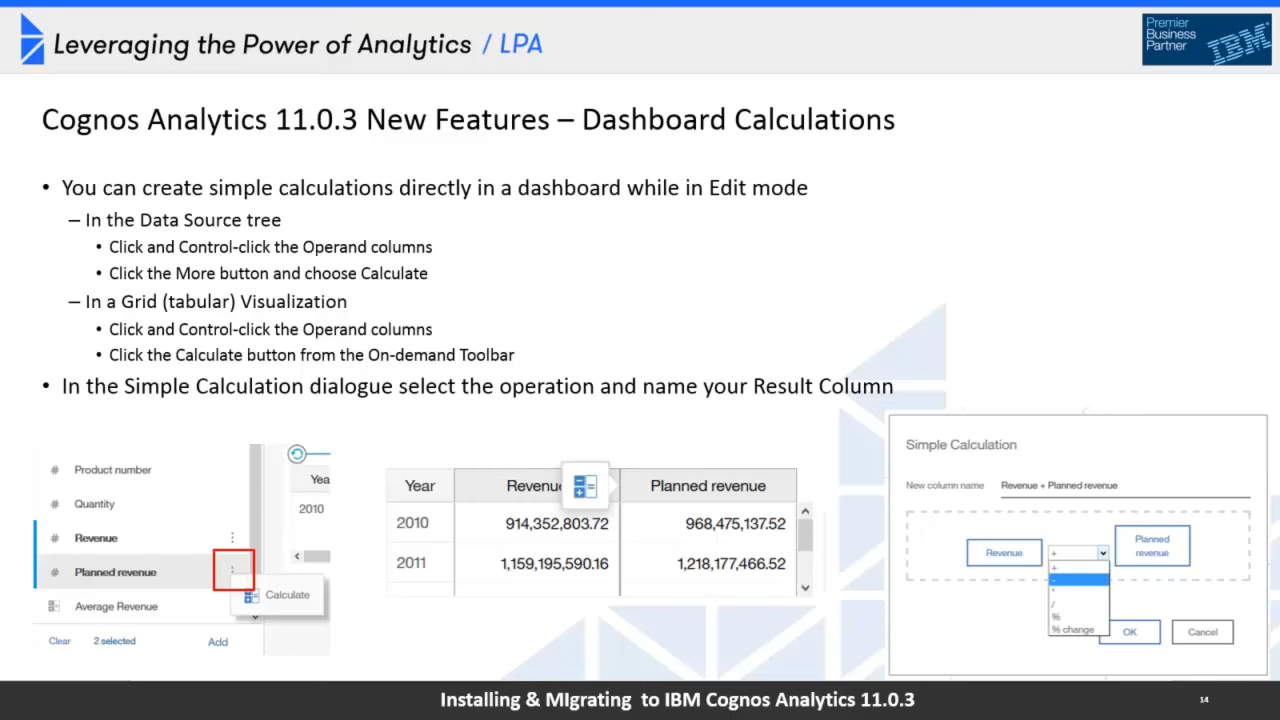 Leveraging the Power of Analytics / LPA
Premier
Business
Partner
IBM
Cognos Analytics 11.0.3 New Features – Dashboard Calculations
• You can create simple calculations directly in a dashboard while in Edit mode
– In the Data Source tree
• Click and Control-click the Operand columns
• Click the More button and choose Calculate
– In a Grid (tabular) Visualization
• Click and Control-click the Operand columns
• Click the Calculate button from the On-demand Toolbar
• In the Simple Calculation dialogue select the operation and name your Result Column
# Product number
# Quantity
# Revenue
# Planned revenue
Calculate
Average Revenue
Clear 2 selected Add
Yea
2010
Year Revenu Planned revenue
2010 914,352,803.72 968,475,137.52
2011 1,159,195,590.16 1,218,177,466.52
Simple Calculation
New column name Revenue + Planned revenue
Revenue + Planned revenue
+
-
*
/
%
% change
OK Cancel
Installing & MIgrating to IBM Cognos Analytics 11.0.3
14